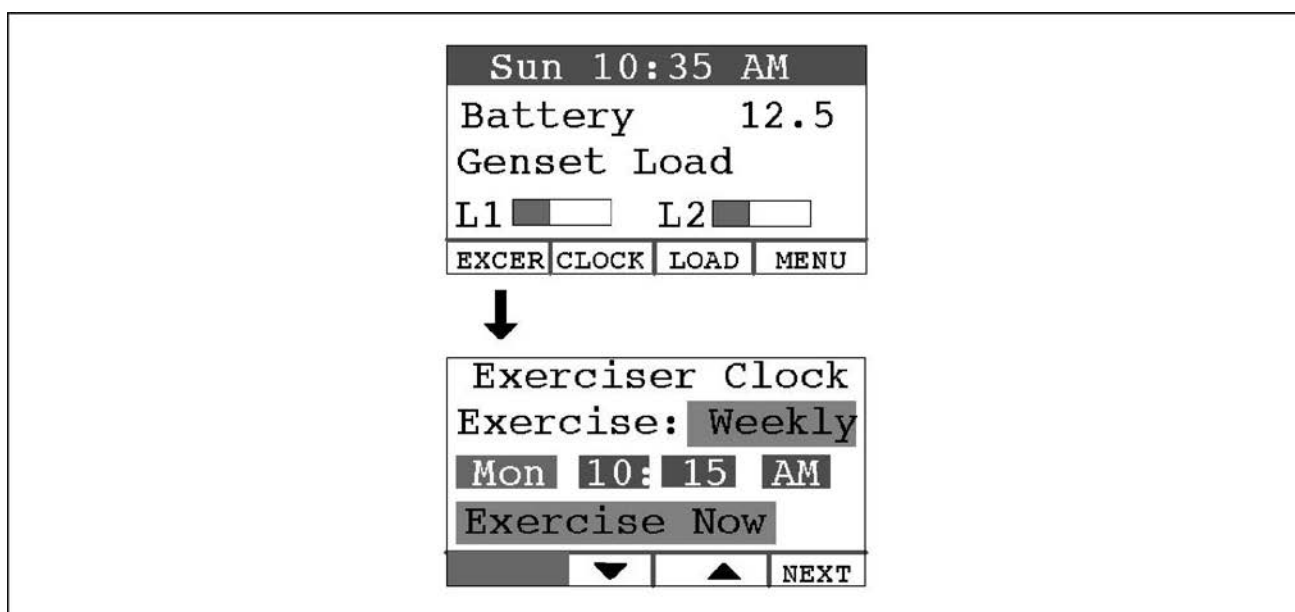 Sun 10:35 AM
Battery 12.5
Genset Load
L1 L2
EXCER CLOCK LOAD MENU
Exerciser Clock
Exercise: Weekly
Mon 10: 15 AM
Exercise Now
NEXT